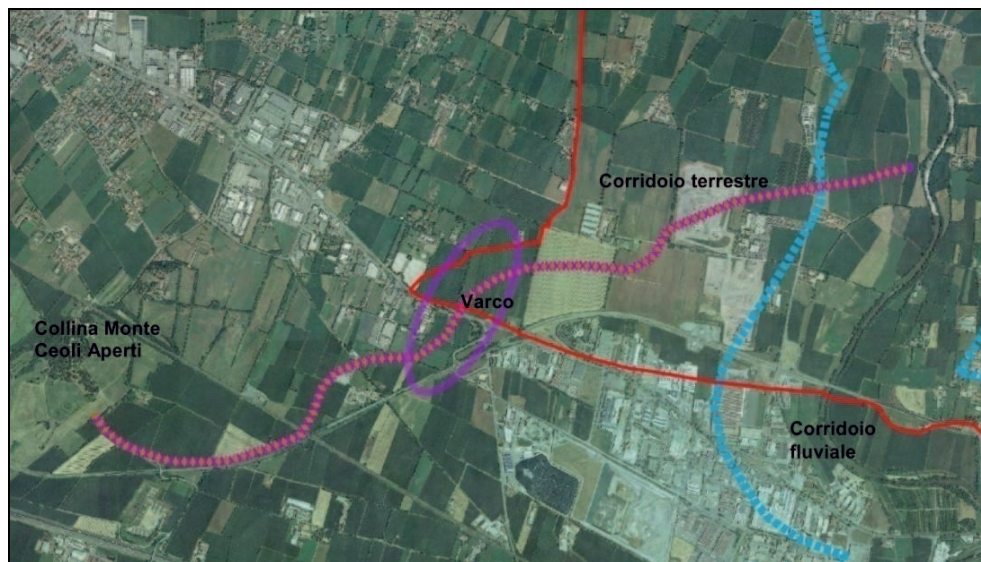 Corridoio terrestre
Varco
Collina Monte
Ceoli Aperti
Corridoio
fluviale